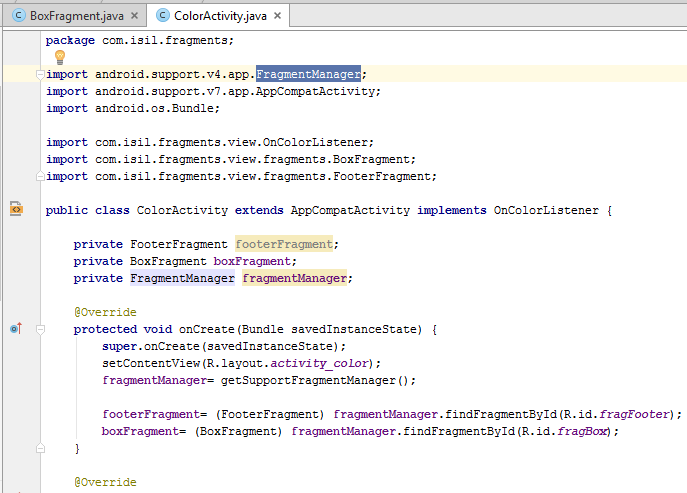 BoxFragment.java × ColorActivity.java ×
package com.isil.fragments;
import android.support.v4.app.FragmentManager;
import android.support.v7.app.AppCompatActivity;
import android.os.Bundle;
import com.isil.fragments.view.OnColorListener;
import com.isil.fragments.view.fragments.BoxFragment;
import com.isil.fragments.view.fragments.FooterFragment;
public class ColorActivity extends AppCompatActivity implements OnColorListener {
private FooterFragment footerFragment;
private BoxFragment boxFragment;
private FragmentManager fragmentManager;
@Override
protected void onCreate(Bundle savedInstanceState) {
super.onCreate(savedInstanceState);
setContentView(R.layout.activity_color);
fragmentManager= getSupportFragmentManager();
footerFragment= (FooterFragment) fragmentManager.findFragmentById(R.id.fragFooter);
boxFragment= (BoxFragment) fragmentManager.findFragmentById(R.id.fragBox);
}
@Override